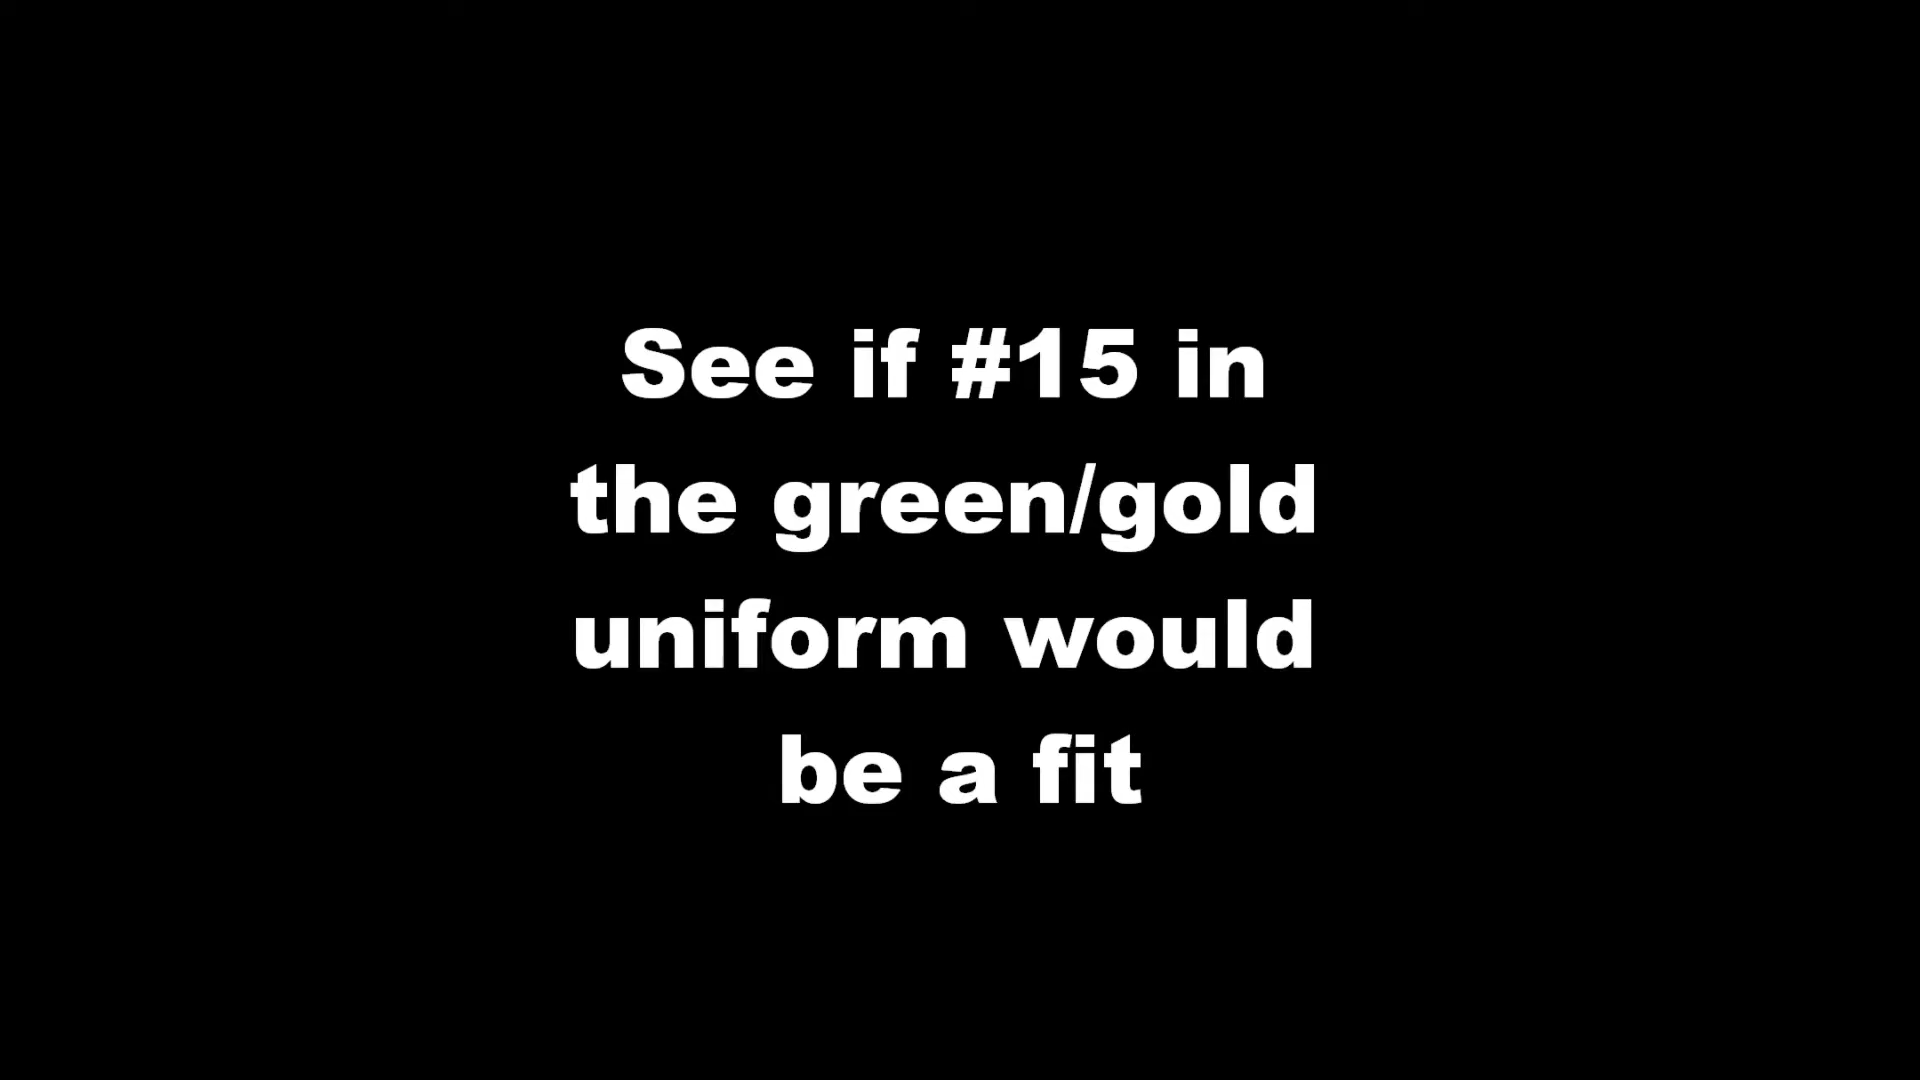 See if #15 in
the green/gold
uniform would
be a fit